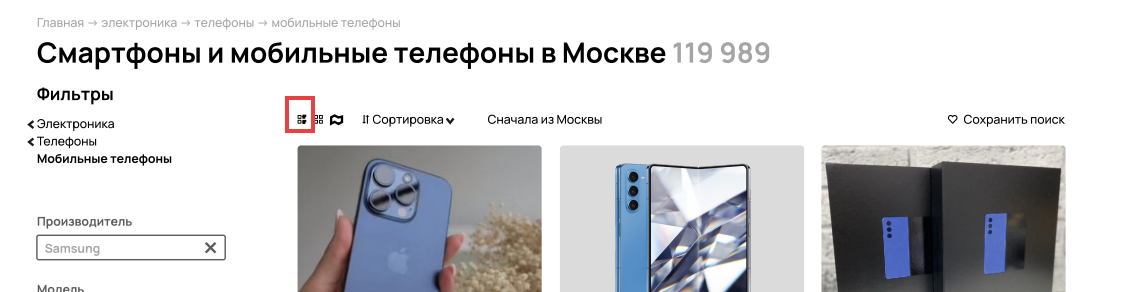 Главная → электроника → телефоны → мобильные телефоны
Смартфоны и мобильные телефоны в Москве 119 989
Фильтры
Электроника
Телефоны
Мобильные телефоны
Сортировка
Сначала из Москвы
Сохранить поиск
Производитель
Samsung
Модель